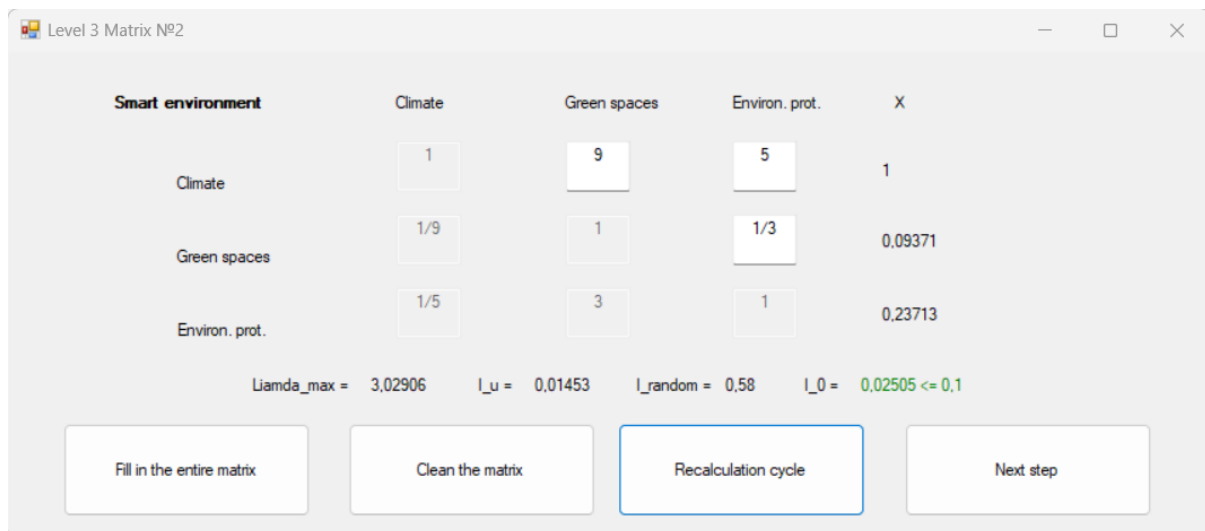 Level 3 Matrix №2
Smart environment Climate Green spaces Environ. prot. X
Climate 1 9 5 1
Green spaces 1/9 1 1/3 0,09371
Environ. prot. 1/5 3 1 0,23713
Liamda_max = 3,02906 I_u = 0,01453 I_random = 0,58 I_0 = 0,02505 <= 0,1
Fill in the entire matrix Clean the matrix Recalculation cycle Next step